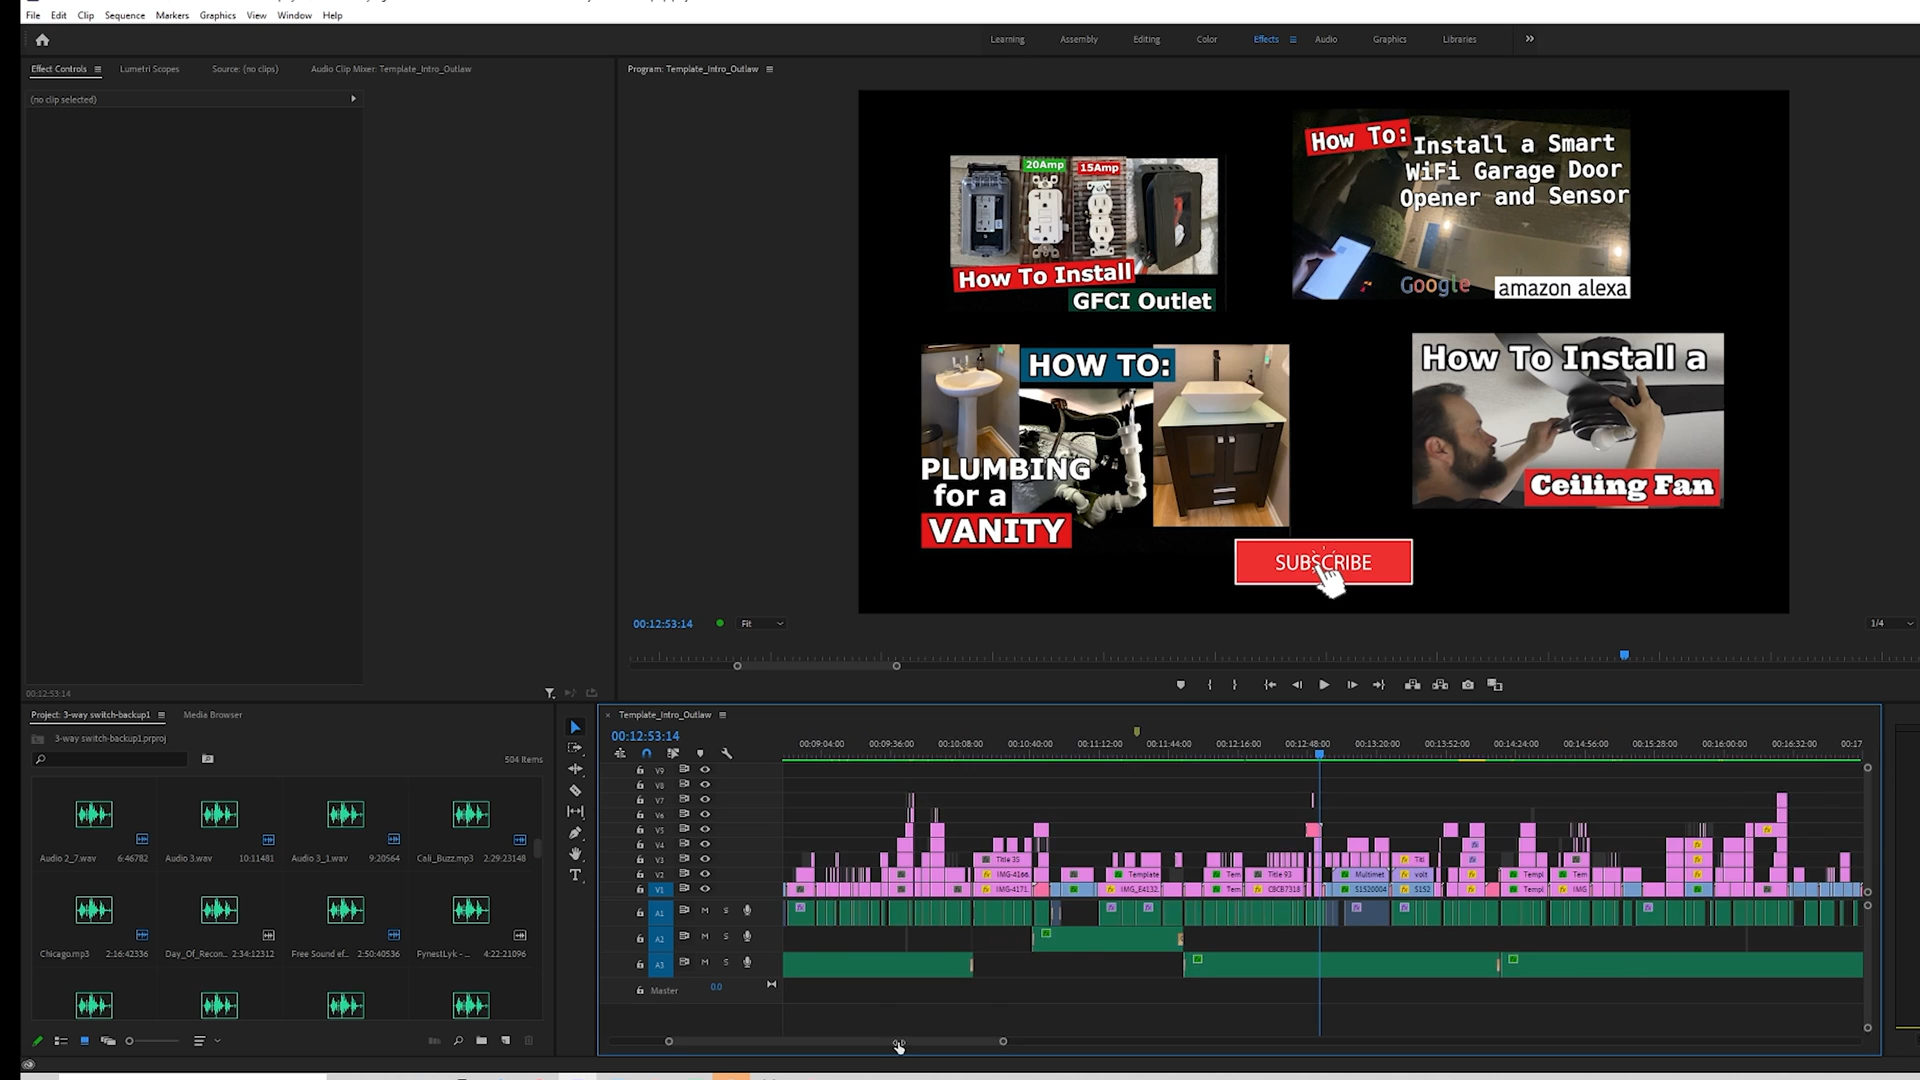 File Edit Clip Sequence Markers Graphics View Window Help
Learning Assembly Editing Color Effects Audio Graphics Libraries
Effect Controls Lumetri Scopes Source: (no clips) Audio Clip Mixer: Template_Intro_Outlaw
Program: Template_Intro_Outlaw
(no clip selected)
20Amp 15Amp
How To Install
GFCI Outlet
How To: Install a Smart
WiFi Garage Door
Opener and Sensor
Google amazon alexa
HOW TO:
PLUMBING
for a
VANITY
How To Install a
Ceiling Fan
SUBSCRIBE
00:12:53:14 Fit 1/4
00:12:53:14
Project: 3-way switch-backup1 Media Browser
3-way switch-backup1.prproj
504 Items
Audio 2_7.wav 6:46782 Audio 3.wav 10:11481 Audio 3_1.wav 9:20564 Cali_Buzz.mp3 2:29:23148
Chicago.mp3 2:16:42336 Day_Of_Recon... 2:34:12312 Free Sound ef... 2:50:40536 FynestLyk - ... 4:22:21096
Template_Intro_Outlaw
00:12:53:14
00:09:04:00 00:09:36:00 00:10:08:00 00:10:40:00 00:11:12:00 00:11:44:00 00:12:16:00 00:12:48:00 00:13:20:00 00:13:52:00 00:14:24:00 00:14:56:00 00:15:28:00 00:16:00:00 00:16:32:00 00:17
V9
V8
V7
V6
V5
V4
V3 Title 35 Titl
V2 IMG-4166. Template Tem Title 93 Multimet volt Templ Tem
V1 IMG-4171. IMG_E4132. Tem CBCB7318 S1520004 S152 Templ IMG
A1 M S
A2 M S
A3 M S
Master 0.0